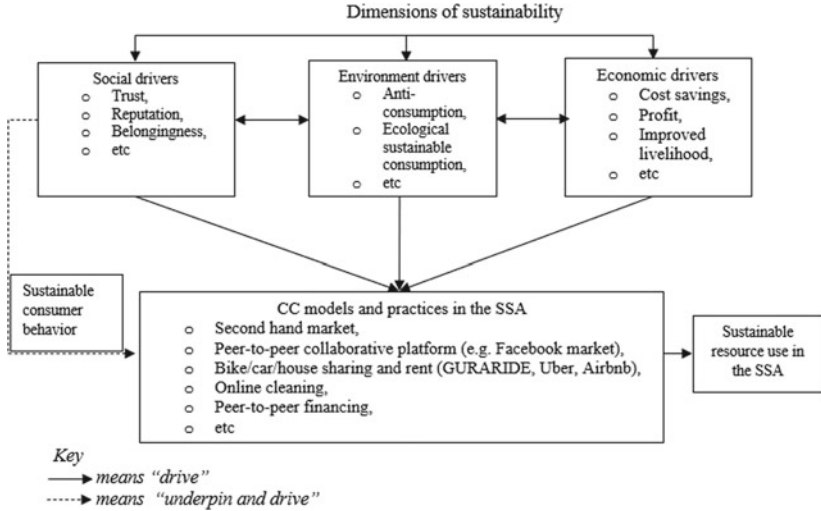 Dimensions of sustainability
Social drivers
o Trust,
o Reputation,
o Belongingness,
o etc
Environment drivers
o Anti-
consumption,
o Ecological
sustainable
consumption,
o etc
Economic drivers
o Cost savings,
o Profit,
o Improved
livelihood,
o etc
Sustainable
consumer
behavior
CC models and practices in the SSA
o Second hand market,
o Peer-to-peer collaborative platform (e.g. Facebook market),
o Bike/car/house sharing and rent (GURARIDE, Uber, Airbnb),
o Online cleaning,
o Peer-to-peer financing,
o etc
Sustainable
resource use in
the SSA
Key
means “drive”
means “underpin and drive”